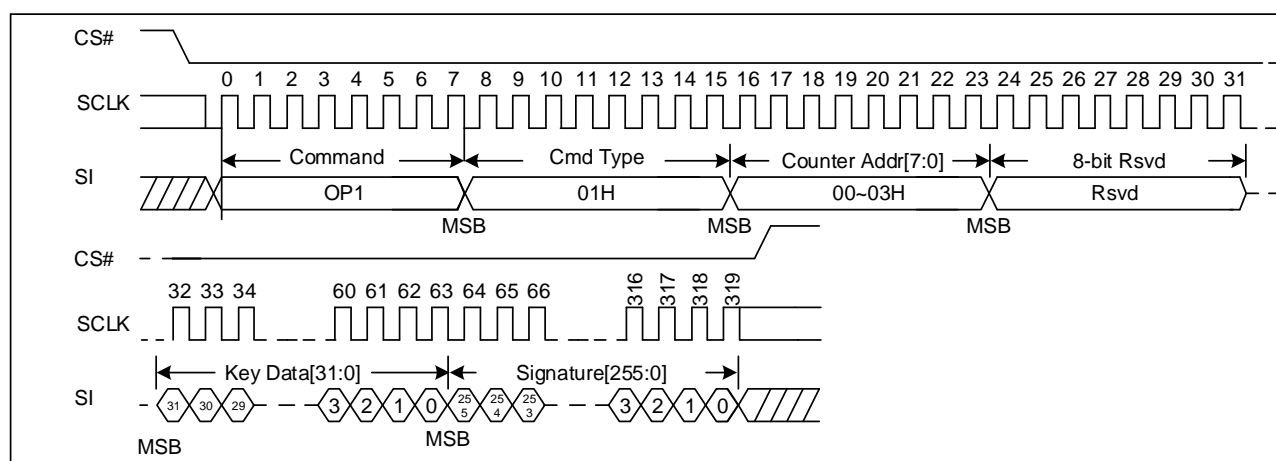 CS#
0 1 2 3 4 5 6 7 8 9 10 11 12 13 14 15 16 17 18 19 20 21 22 23 24 25 26 27 28 29 30 31
SCLK
Command Cmd Type Counter Addr[7:0] 8-bit Rsvd
SI
OP1 01H 00~03H Rsvd
MSB MSB MSB
CS#
32 33 34 60 61 62 63 64 65 66 316 317 318 319
SCLK
Key Data[31:0] Signature[255:0]
SI
31 30 29 3 2 1 0 255 254 253 3 2 1 0
MSB MSB